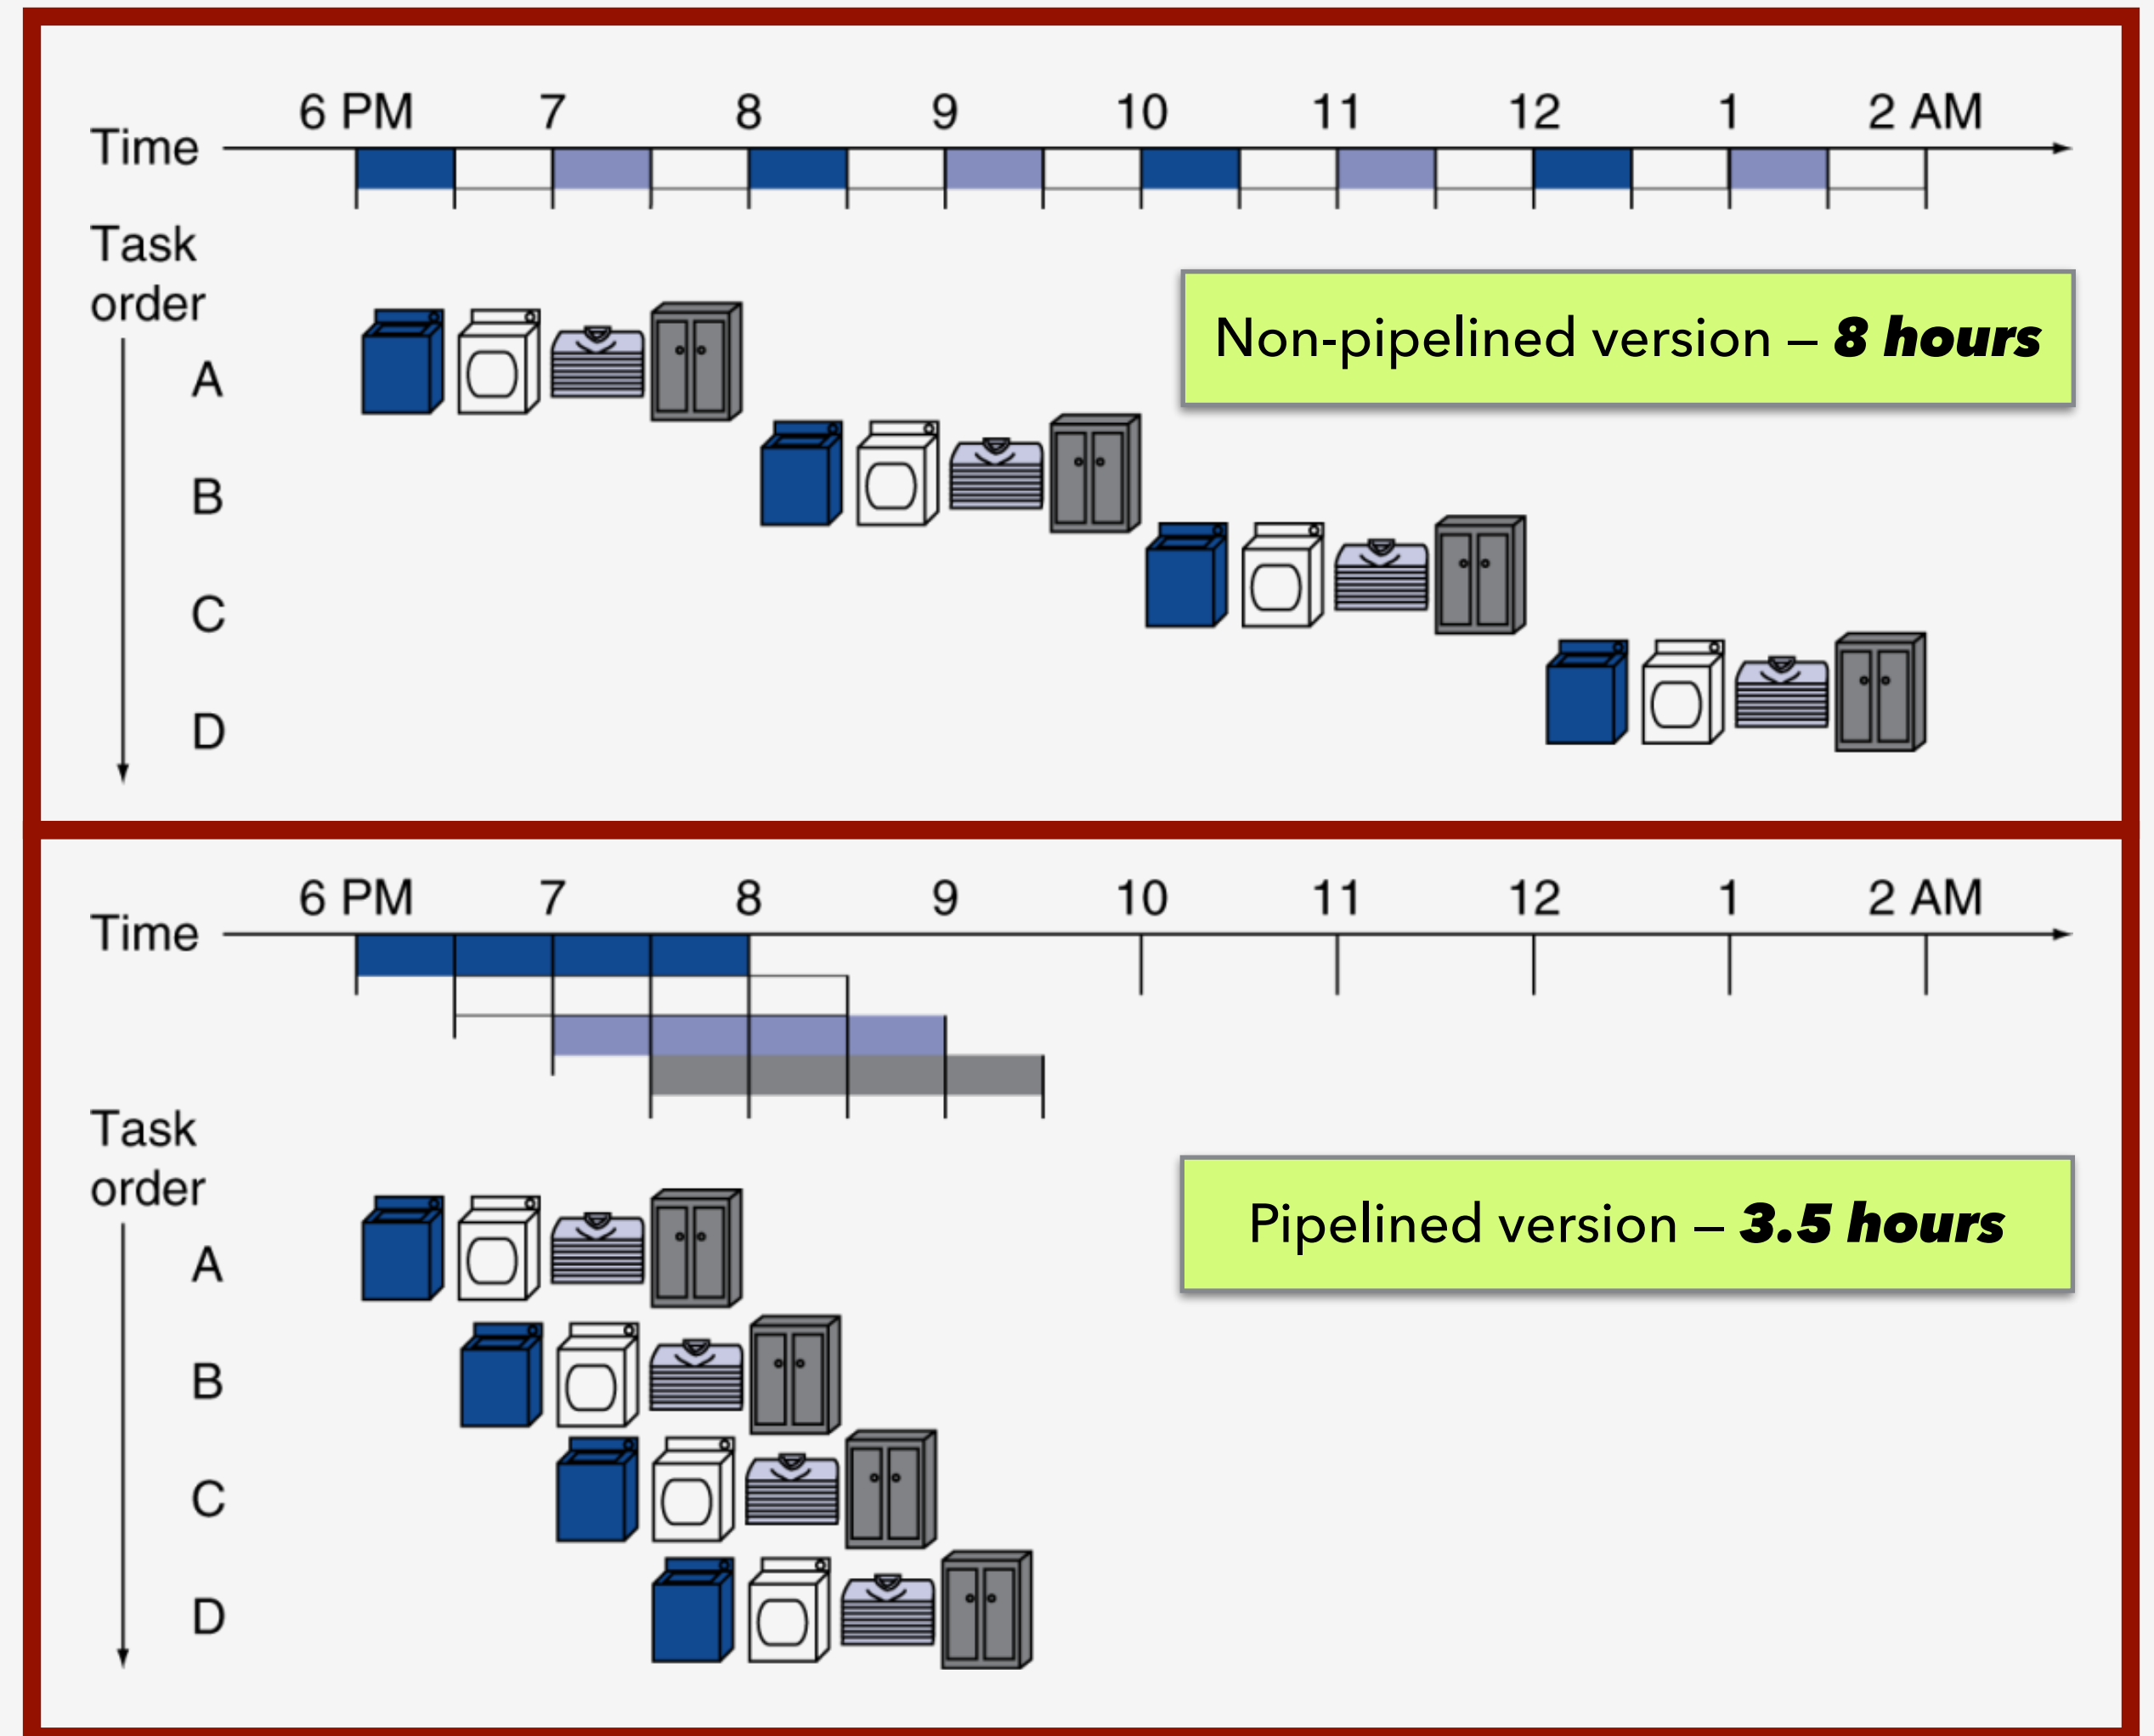 6 PM 7 8 9 10 11 12 1 2 AM
Time
Task
order
Non-pipelined version – 8 hours
A
B
C
D
6 PM 7 8 9 10 11 12 1 2 AM
Time
Task
order
Pipelined version – 3.5 hours
A
B
C
D